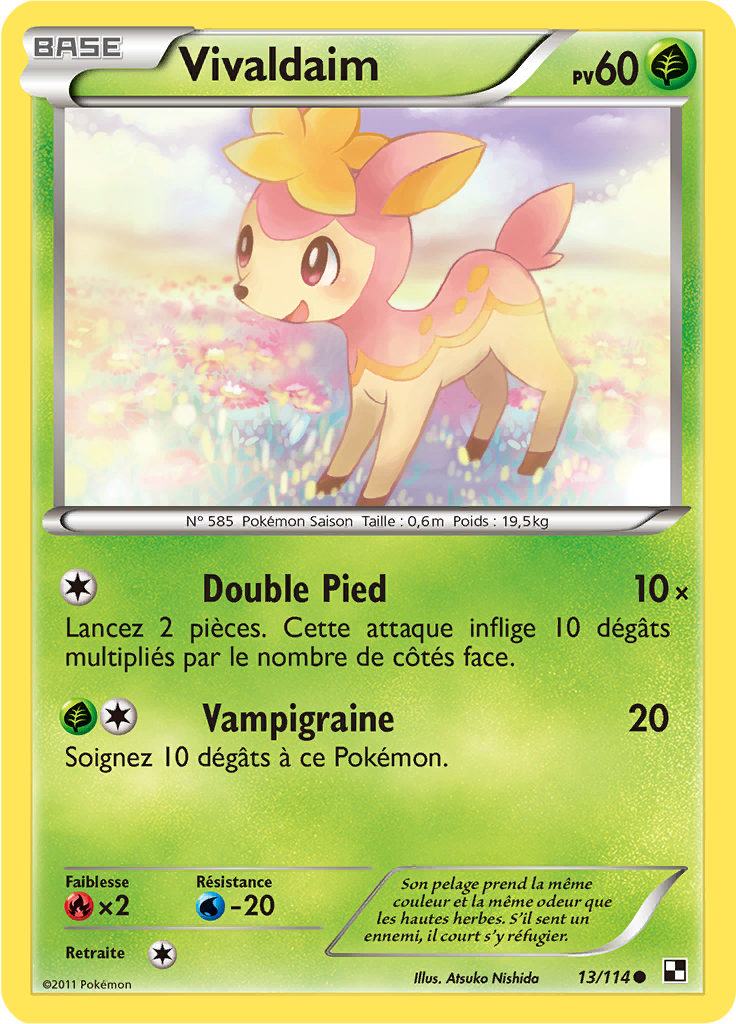 BASE Vivaldaim PV60
N° 585 Pokémon Saison Taille : 0,6m Poids : 19,5kg
Double Pied 10×
Lancez 2 pièces. Cette attaque inflige 10 dégâts
multipliés par le nombre de côtés face.
Vampigraine 20
Soignez 10 dégâts à ce Pokémon.
Faiblesse Résistance
×2 -20
Retraite
Son pelage prend la même
couleur et la même odeur que
les hautes herbes. S'il sent un
ennemi, il court s'y réfugier.
©2011 Pokémon Illus. Atsuko Nishida 13/114